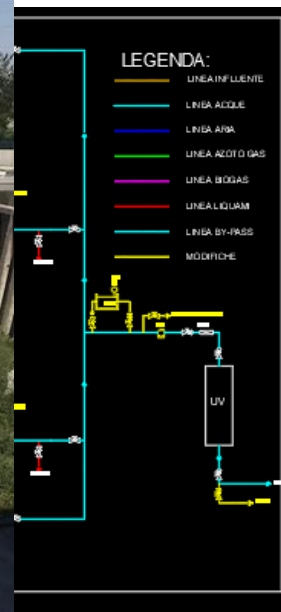 LEGENDA:
LINEA INFLUENTE
LINEA ACQUE
LINEA ARIA
LINEA AZOTO GAS
LINEA BIOGAS
LINEA LIQUAMI
LINEA BY-PASS
MODIFICHE
UV